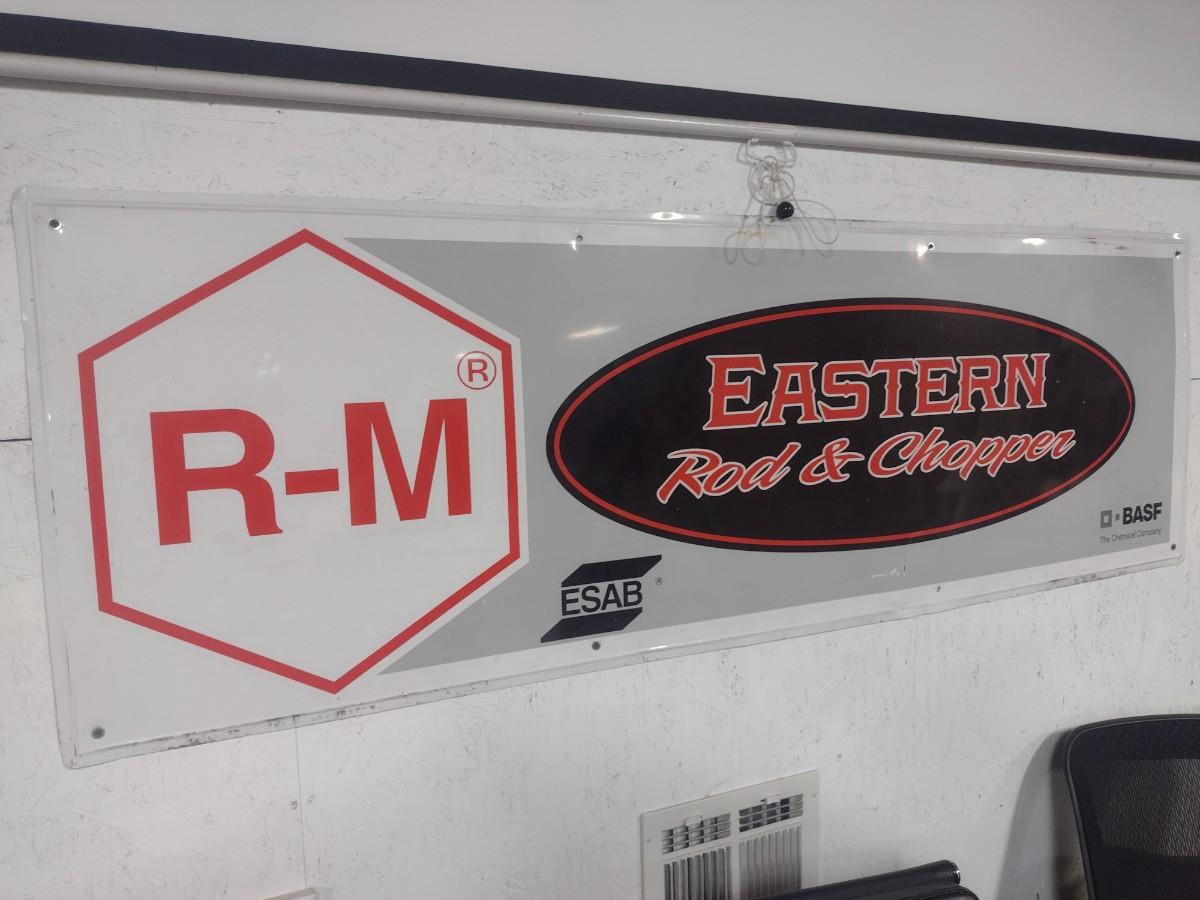 R-M®
EASTERN
Rod & Chopper
ESAB®
BASF
The Chemical Company